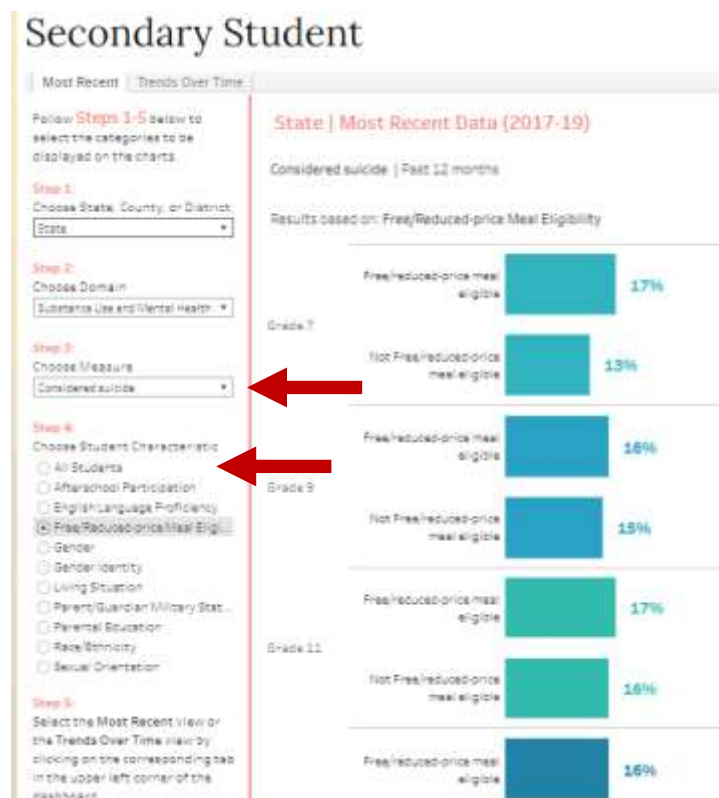 Secondary Student
Most Recent
Trends Over Time
Follow Steps 1-5 below to
select the categories to be
displayed on the charts.
Step 1:
Choose State, County, or District
State
Step 2:
Choose Domain
Substance Use and Mental Health
Step 3:
Choose Measure
Considered suicide
Step 4:
Choose Student Characteristic
All Students
Afterschool Participation
English Language Proficiency
Free/Reduced-price Meal Eligi...
Gender
Gender Identity
Living Situation
Parent/Guardian Military Stat...
Parental Education
Race/Ethnicity
Sexual Orientation
Step 5:
Select the Most Recent view or
the Trends Over Time view by
clicking on the corresponding tab
in the upper left corner of the
dashboard
State | Most Recent Data (2017-19)
Considered suicide | Past 12 months
Results based on: Free/Reduced-price Meal Eligibility
Grade 7
Free/reduced-price meal
eligible
17%
Not Free/reduced-price
meal eligible
13%
Grade 9
Free/reduced-price meal
eligible
16%
Not Free/reduced-price
meal eligible
15%
Grade 11
Free/reduced-price meal
eligible
17%
Not Free/reduced-price
meal eligible
16%
Free/reduced-price meal
eligible
16%